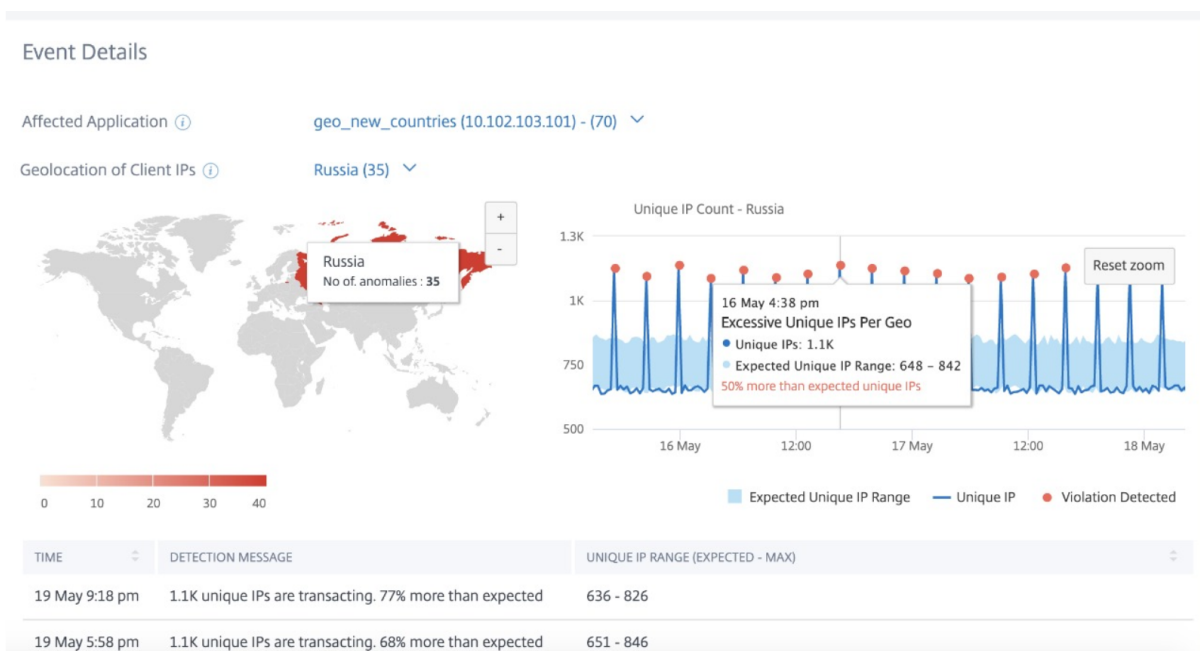 Event Details
Affected Application
geo_new_countries (10.102.103.101) - (70)
Geolocation of Client IPs
Russia (35)
+
-
Russia
No of. anomalies : 35
0 10 20 30 40
Unique IP Count - Russia
1.3K
1K
750
500
Reset zoom
16 May 4:38 pm
Excessive Unique IPs Per Geo
Unique IPs: 1.1K
Expected Unique IP Range: 648 – 842
50% more than expected unique IPs
16 May 12:00 17 May 12:00 18 May
Expected Unique IP Range Unique IP Violation Detected
TIME DETECTION MESSAGE UNIQUE IP RANGE (EXPECTED - MAX)
19 May 9:18 pm 1.1K unique IPs are transacting. 77% more than expected 636 - 826
19 May 5:58 pm 1.1K unique IPs are transacting. 68% more than expected 651 - 846